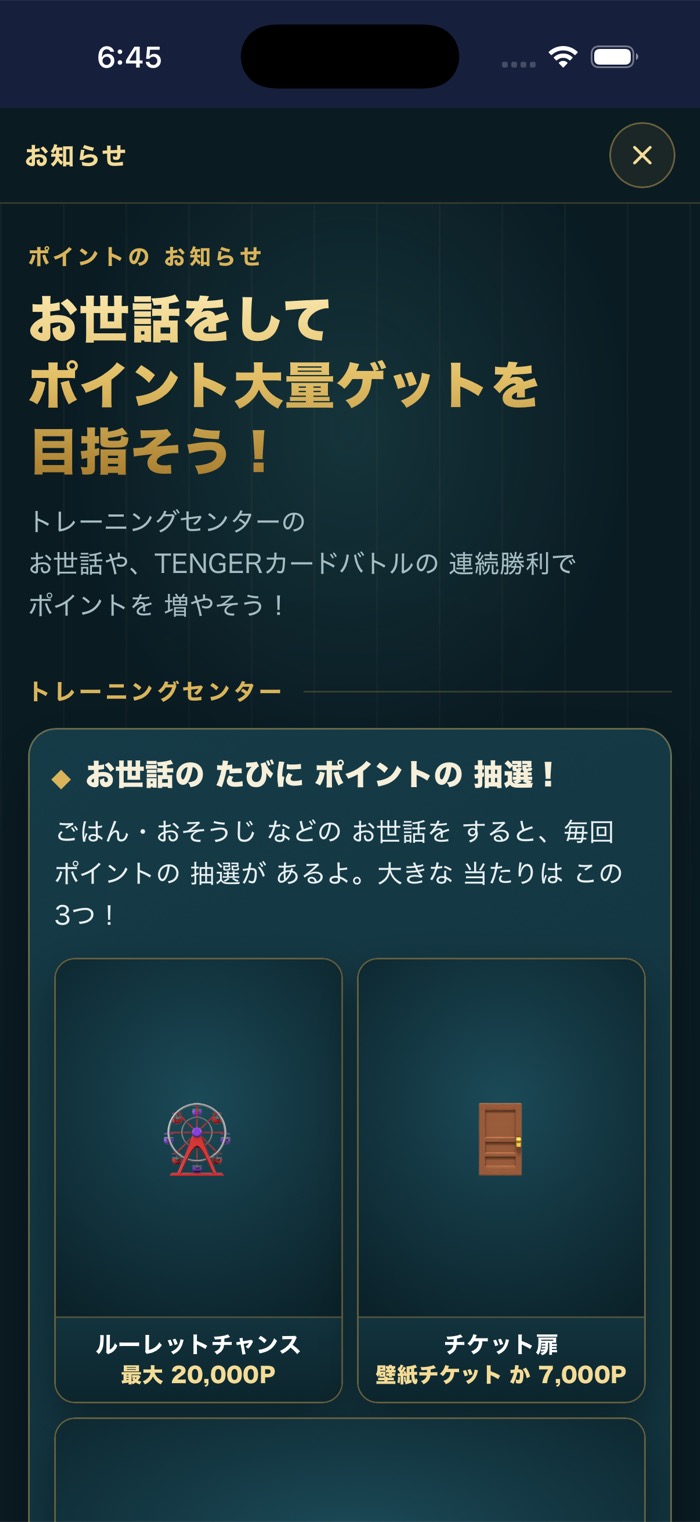 6:45
お知らせ
ポイントの お知らせ
お世話をして
ポイント大量ゲットを
目指そう！
トレーニングセンターの
お世話や、TENGERカードバトルの 連続勝利で
ポイントを 増やそう！
トレーニングセンター
お世話の たびに ポイントの 抽選！
ごはん・おそうじ などの お世話を すると、毎回
ポイントの 抽選が あるよ。大きな 当たりは この
3つ！
ルーレットチャンス
最大 20,000P
チケット扉
壁紙チケット か 7,000P